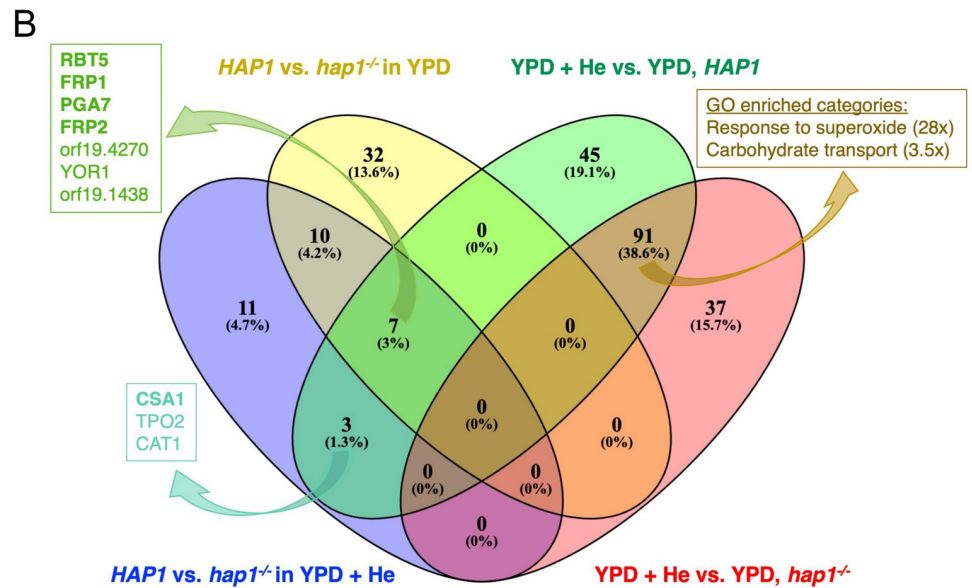 B
RBT5
FRP1
PGA7
FRP2
orf19.4270
YOR1
orf19.1438
HAP1 vs. hap1-/- in YPD
YPD + He vs. YPD, HAP1
GO enriched categories:
Response to superoxide (28x)
Carbohydrate transport (3.5x)
32
(13.6%)
45
(19.1%)
10
(4.2%)
0
(0%)
91
(38.6%)
11
(4.7%)
7
(3%)
0
(0%)
37
(15.7%)
CSA1
TPO2
CAT1
3
(1.3%)
0
(0%)
0
(0%)
0
(0%)
0
(0%)
0
(0%)
HAP1 vs. hap1-/- in YPD + He
YPD + He vs. YPD, hap1-/-